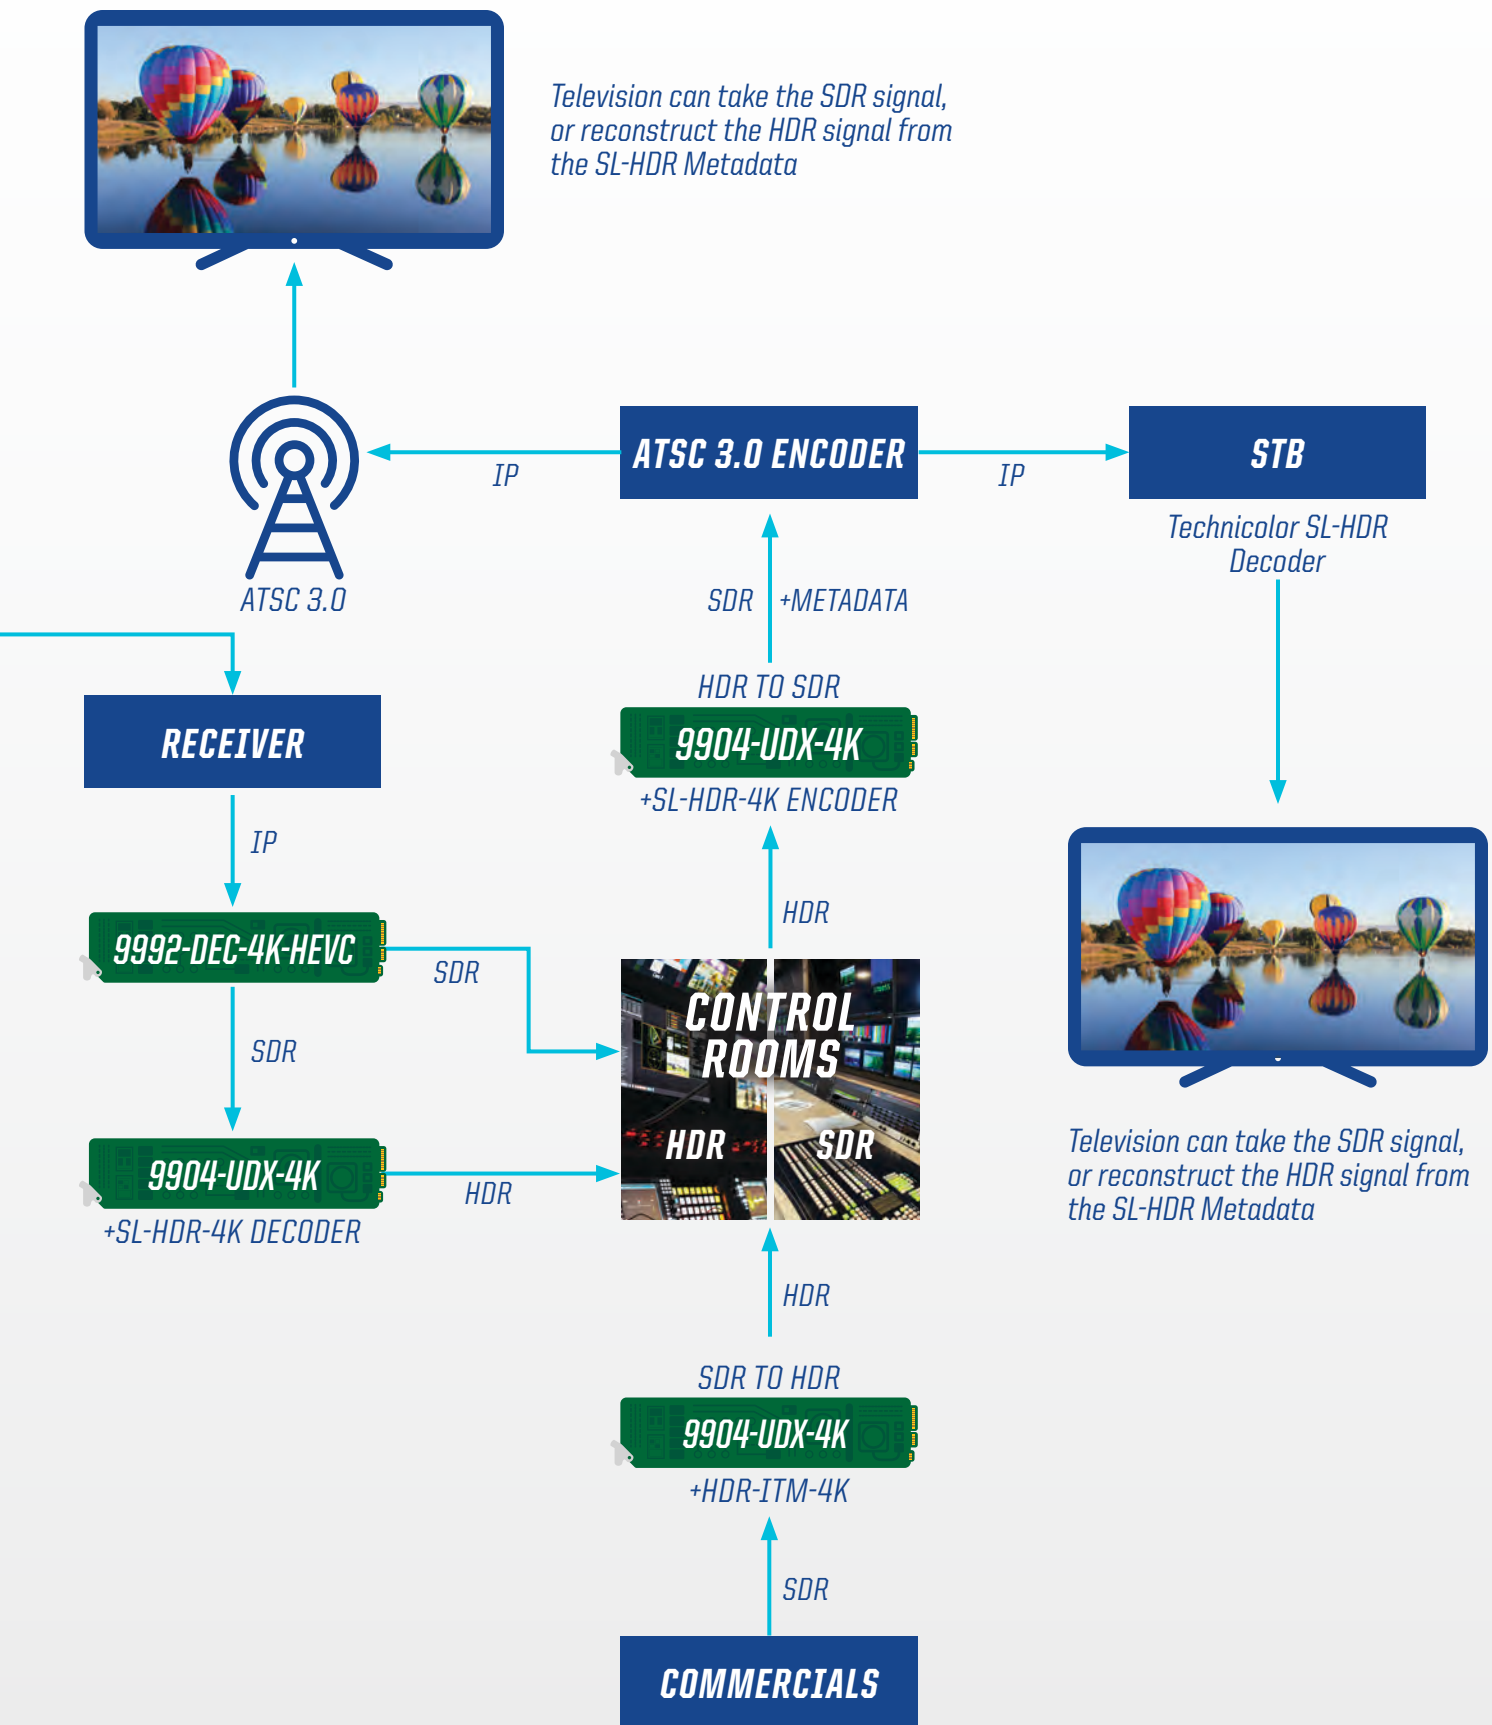 Television can take the SDR signal,
or reconstruct the HDR signal from
the SL-HDR Metadata
ATSC 3.0 ENCODER
STB
IP
IP
Technicolor SL-HDR
Decoder
ATSC 3.0
SDR
+METADATA
HDR TO SDR
9904-UDX-4K
+SL-HDR-4K ENCODER
RECEIVER
IP
HDR
9992-DEC-4K-HEVC
SDR
CONTROL
ROOMS
HDR
SDR
SDR
9904-UDX-4K
+SL-HDR-4K DECODER
HDR
Television can take the SDR signal,
or reconstruct the HDR signal from
the SL-HDR Metadata
HDR
SDR TO HDR
9904-UDX-4K
+HDR-ITM-4K
SDR
COMMERCIALS